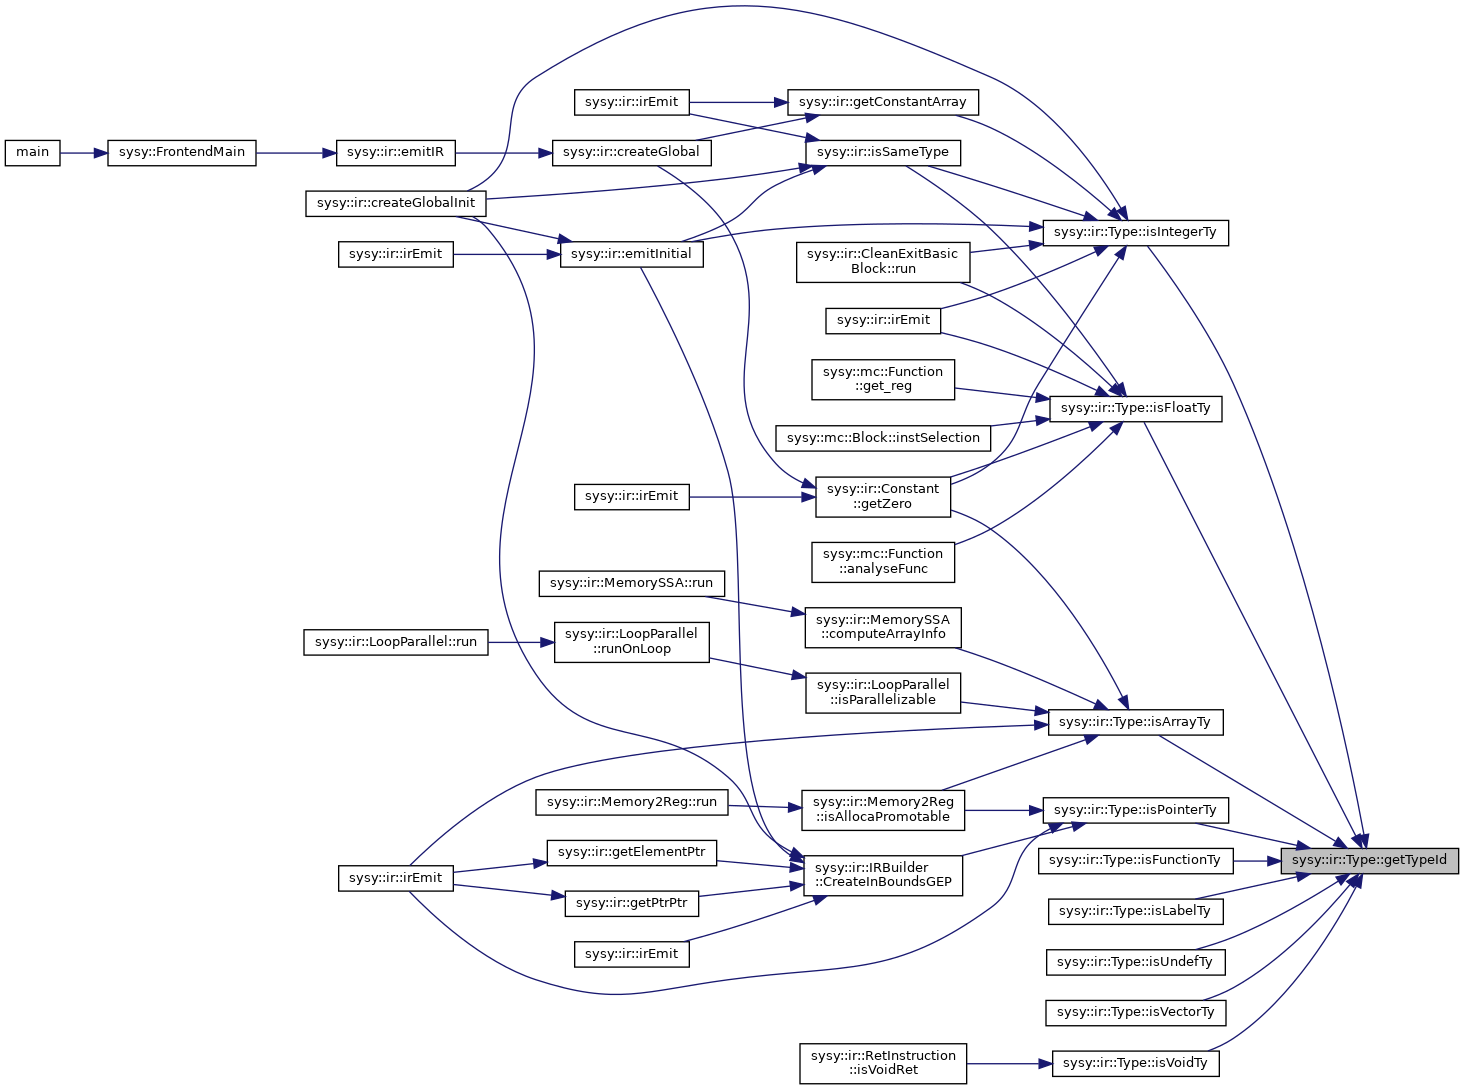 main
sysy::FrontendMain
sysy::ir::emitIR
sysy::ir::createGlobalInit
sysy::ir::irEmit
sysy::ir::LoopParallel::run
sysy::ir::irEmit
sysy::ir::irEmit
sysy::ir::createGlobal
sysy::ir::emitInitial
sysy::ir::irEmit
sysy::ir::MemorySSA::run
sysy::ir::LoopParallel
::runOnLoop
sysy::ir::Memory2Reg::run
sysy::ir::getElementPtr
sysy::ir::getPtrPtr
sysy::ir::irEmit
sysy::ir::getConstantArray
sysy::ir::isSameType
sysy::ir::CleanExitBasic
Block::run
sysy::ir::irEmit
sysy::mc::Function
::get_reg
sysy::mc::Block::instSelection
sysy::ir::Constant
::getZero
sysy::mc::Function
::analyseFunc
sysy::ir::MemorySSA
::computeArrayInfo
sysy::ir::LoopParallel
::isParallelizable
sysy::ir::Memory2Reg
::isAllocaPromotable
sysy::ir::IRBuilder
::CreateInBoundsGEP
sysy::ir::RetInstruction
::isVoidRet
sysy::ir::Type::isIntegerTy
sysy::ir::Type::isFloatTy
sysy::ir::Type::isArrayTy
sysy::ir::Type::isPointerTy
sysy::ir::Type::isFunctionTy
sysy::ir::Type::isLabelTy
sysy::ir::Type::isUndefTy
sysy::ir::Type::isVectorTy
sysy::ir::Type::isVoidTy
sysy::ir::Type::getTypeId